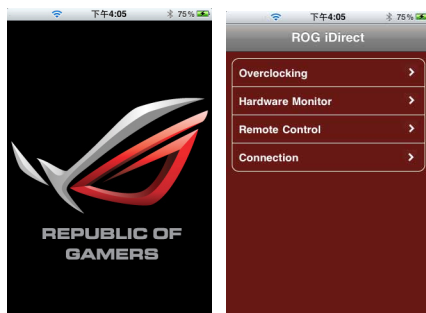 下午4:05
75%
REPUBLIC OF
GAMERS
下午4:05
75%
ROG iDirect
Overclocking
Hardware Monitor
Remote Control
Connection